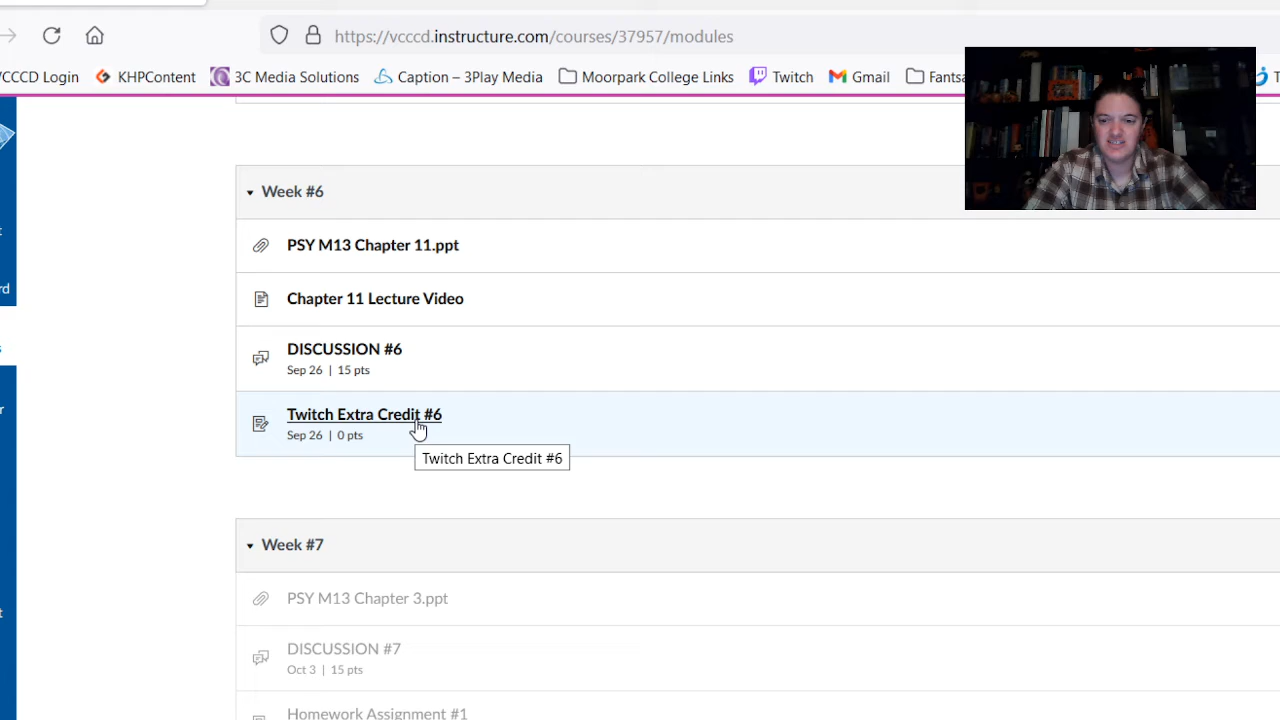 https://vcccd.instructure.com/courses/37957/modules
VCCCD Login
KHPContent
3C Media Solutions
Caption – 3Play Media
Moorpark College Links
Twitch
Gmail
Week #6
PSY M13 Chapter 11.ppt
Chapter 11 Lecture Video
DISCUSSION #6
Sep 26 | 15 pts
Twitch Extra Credit #6
Sep 26 | 0 pts
Twitch Extra Credit #6
Week #7
PSY M13 Chapter 3.ppt
DISCUSSION #7
Oct 3 | 15 pts
Homework Assignment #1